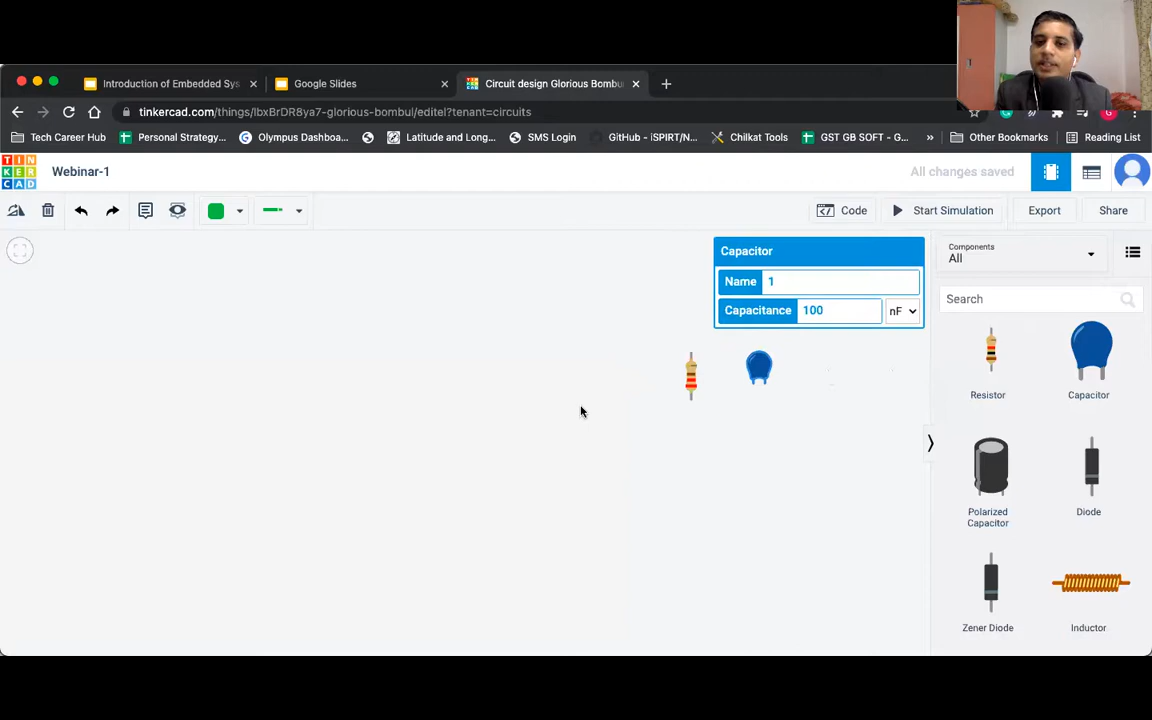 Introduction of Embedded Sys
Google Slides
Circuit design Glorious Bombu
tinkercad.com/things/lbxBrDR8ya7-glorious-bombul/editel?tenant=circuits
Tech Career Hub
Personal Strategy...
Olympus Dashboa...
Latitude and Long...
SMS Login
GitHub - iSPIRT/N...
Chilkat Tools
GST GB SOFT - G...
»
Other Bookmarks
Reading List
TIN
KER
CAD
Webinar-1
All changes saved
Code
Start Simulation
Export
Share
Capacitor
Name 1
Capacitance 100 nF
Components
All
Search
Resistor
Capacitor
Polarized
Capacitor
Diode
Zener Diode
Inductor